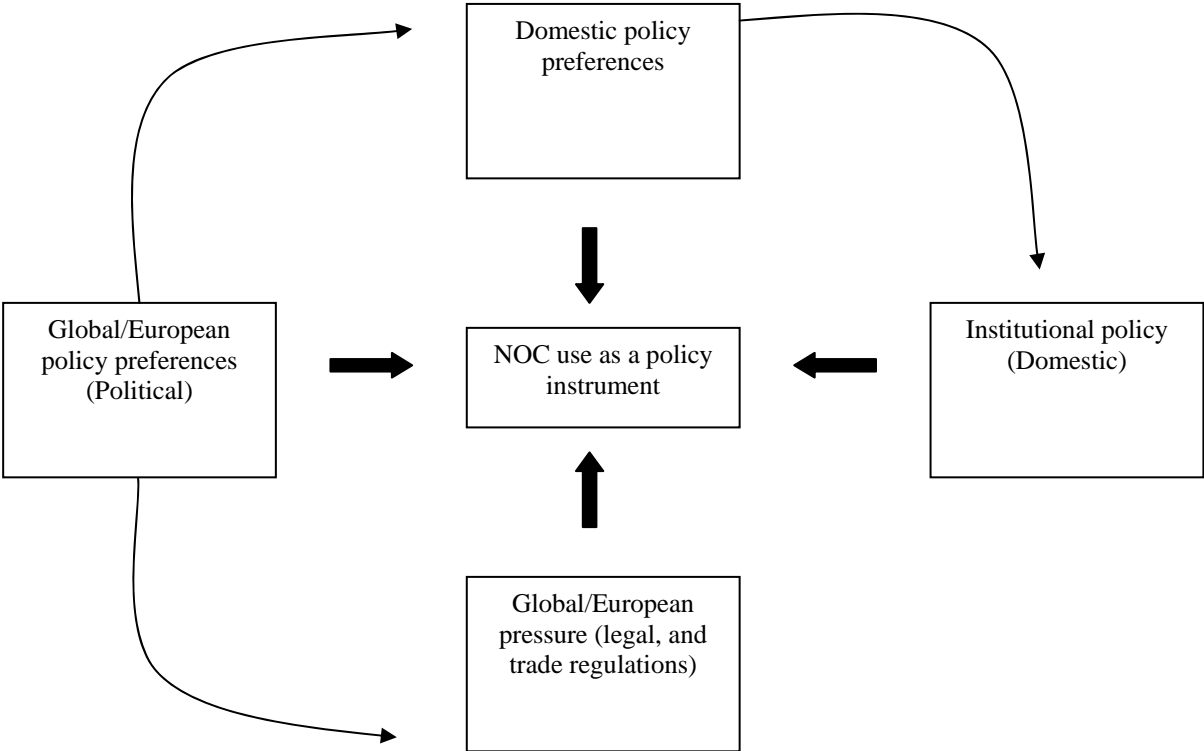 Domestic policy
preferences
Global/European
policy preferences
(Political)
NOC use as a policy
instrument
Institutional policy
(Domestic)
Global/European
pressure (legal, and
trade regulations)